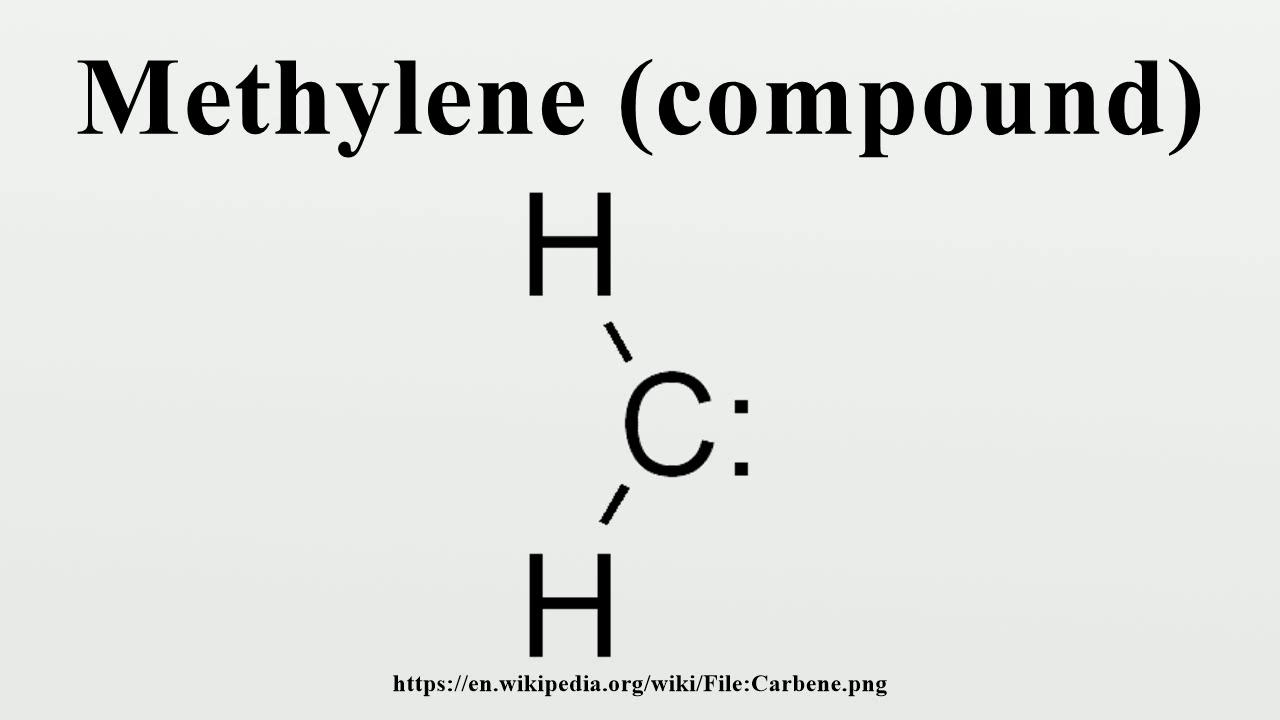 Methylene (compound)
H
C:
H
https://en.wikipedia.org/wiki/File:Carbene.png